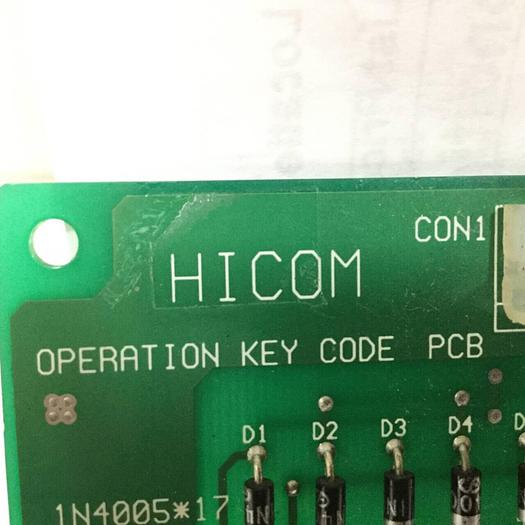 CON1
HICOM
OPERATION KEY CODE PCB
D1 D2 D3 D4
1N4005*17